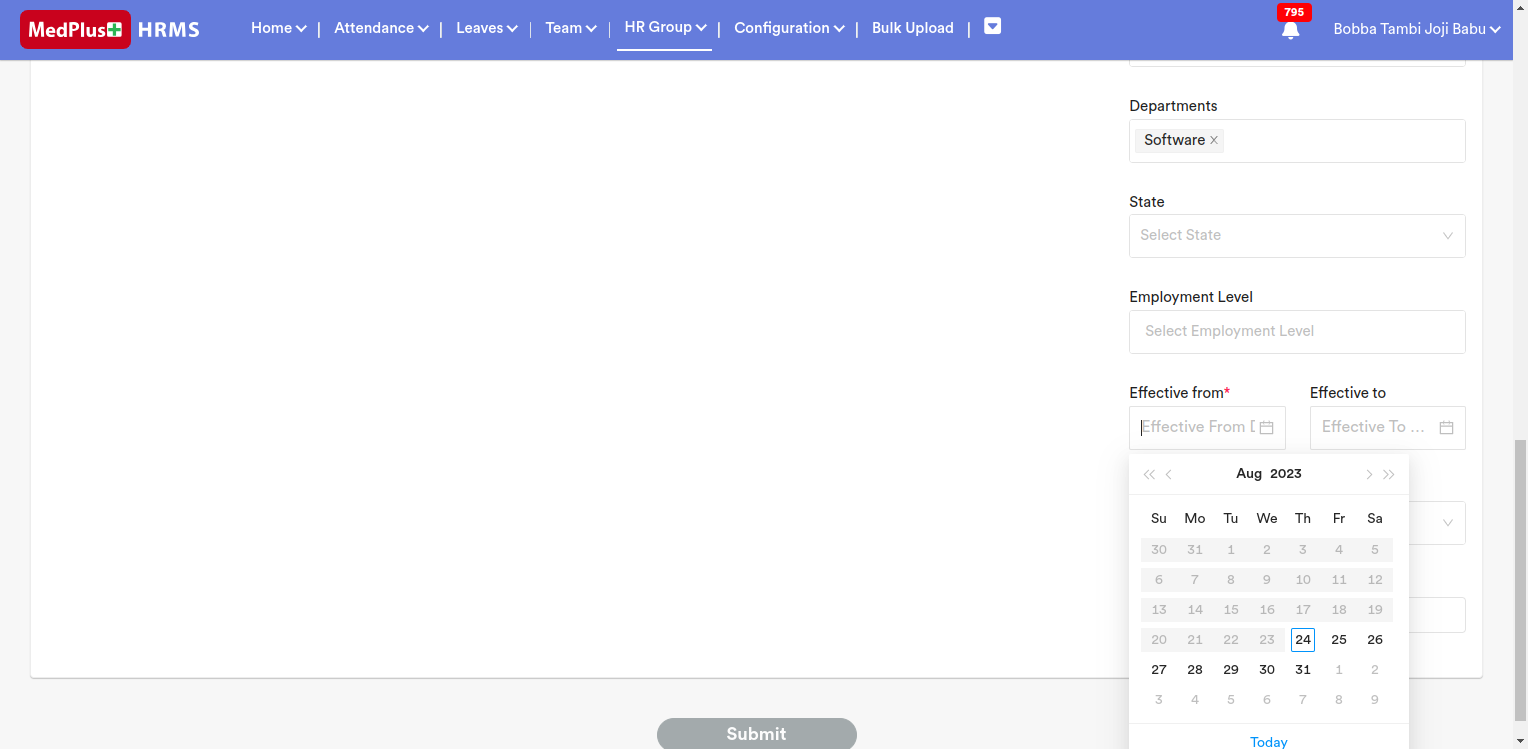 MedPlus HRMS Home Attendance Leaves Team HR Group Configuration Bulk Upload 795 Bobba Tambi Joji Babu
Departments
Software
State
Select State
Employment Level
Select Employment Level
Effective from* Effective to
Effective From D Effective To ...
Aug 2023
Su Mo Tu We Th Fr Sa
30 31 1 2 3 4 5
6 7 8 9 10 11 12
13 14 15 16 17 18 19
20 21 22 23 24 25 26
27 28 29 30 31 1 2
3 4 5 6 7 8 9
Today
Submit